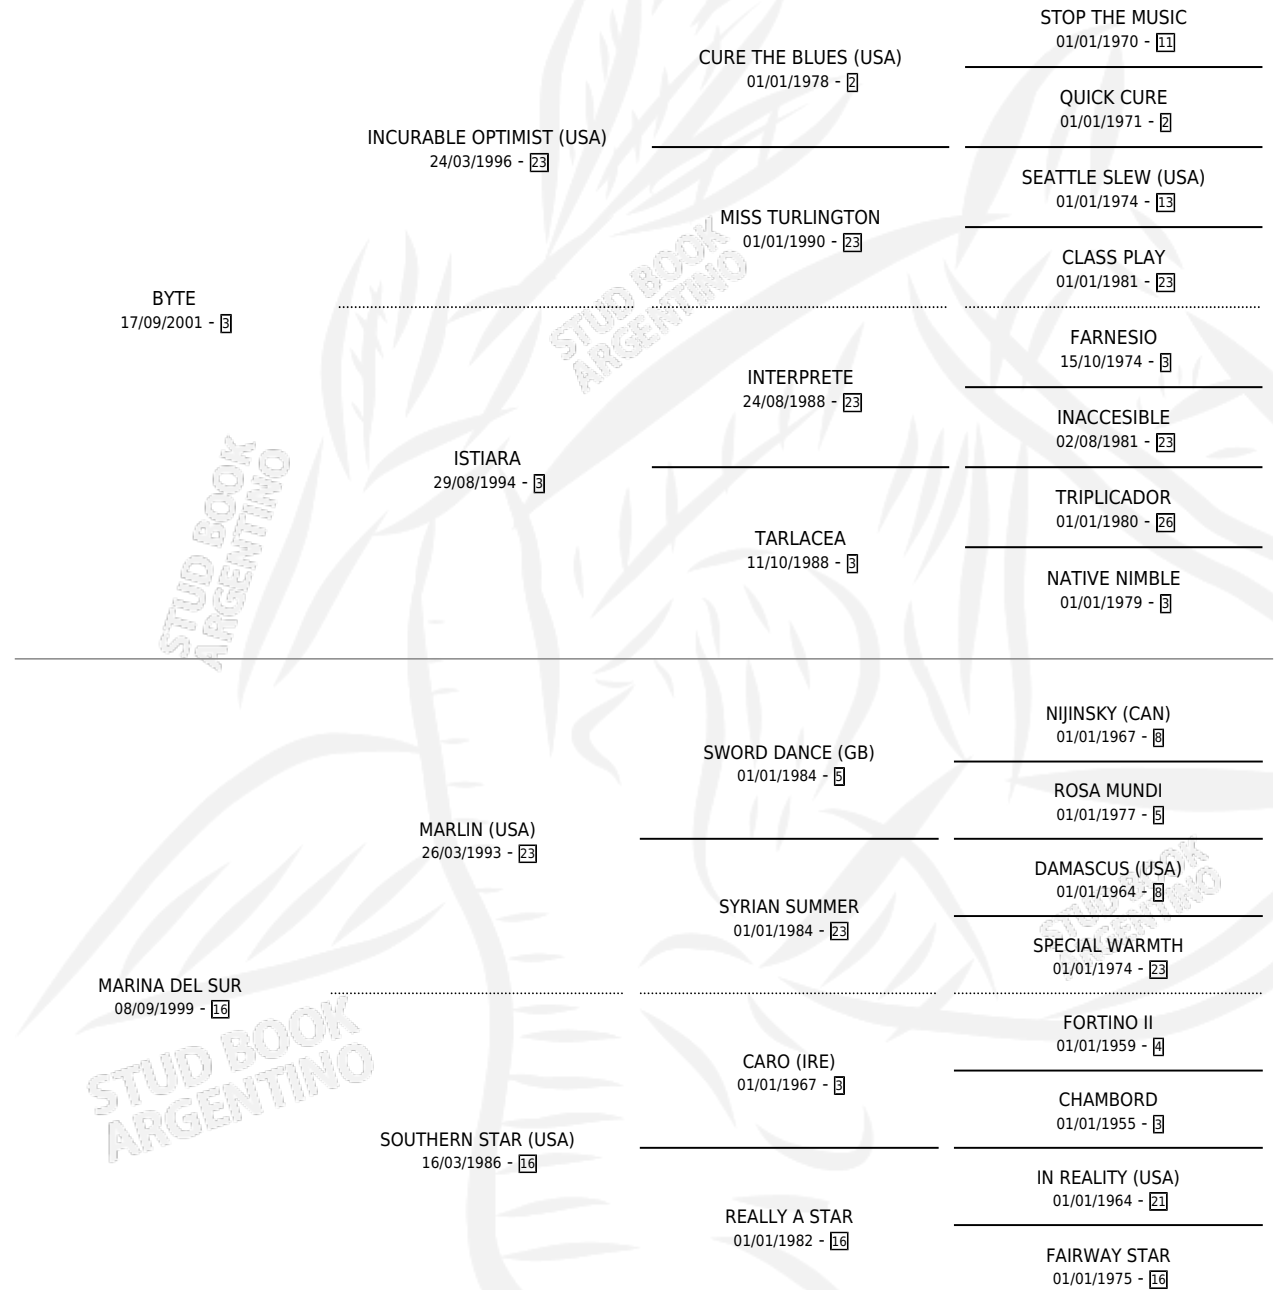 STOP THE MUSIC
01/01/1970 - 11
CURE THE BLUES (USA)
01/01/1978 - 2
QUICK CURE
01/01/1971 - 2
INCURABLE OPTIMIST (USA)
24/03/1996 - 23
SEATTLE SLEW (USA)
01/01/1974 - 13
MISS TURLINGTON
01/01/1990 - 23
CLASS PLAY
01/01/1981 - 23
BYTE
17/09/2001 - 3
STUD BOOK
ARGENTINO
FARNESIO
15/10/1974 - 3
INTERPRETE
24/08/1988 - 23
INACCESIBLE
02/08/1981 - 23
ISTIARA
29/08/1994 - 3
TRIPLICADOR
01/01/1980 - 26
TARLACEA
11/10/1988 - 3
NATIVE NIMBLE
01/01/1979 - 3
STUD BOOK
ARGENTINO
NIJINSKY (CAN)
01/01/1967 - 8
SWORD DANCE (GB)
01/01/1984 - 5
ROSA MUNDI
01/01/1977 - 5
MARLIN (USA)
26/03/1993 - 23
DAMASCUS (USA)
01/01/1964 - 8
SYRIAN SUMMER
01/01/1984 - 23
STUD BOOK
ARGENTINO
SPECIAL WARMTH
01/01/1974 - 23
MARINA DEL SUR
08/09/1999 - 16
STUD BOOK
ARGENTINO
FORTINO II
01/01/1959 - 4
CARO (IRE)
01/01/1967 - 3
CHAMBORD
01/01/1955 - 3
SOUTHERN STAR (USA)
16/03/1986 - 16
IN REALITY (USA)
01/01/1964 - 21
REALLY A STAR
01/01/1982 - 16
FAIRWAY STAR
01/01/1975 - 16